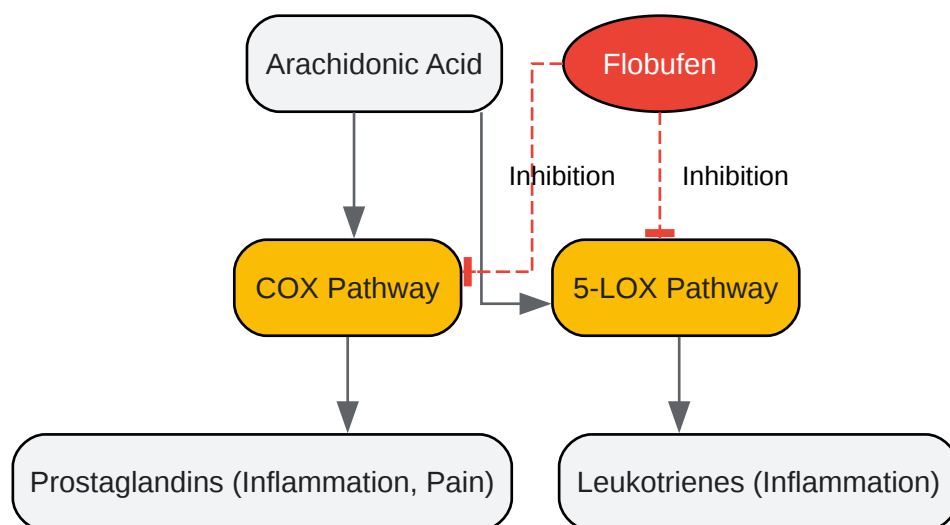 Arachidonic Acid
Flobufen
Inhibition
Inhibition
COX Pathway
5-LOX Pathway
Prostaglandins (Inflammation, Pain)
Leukotrienes (Inflammation)